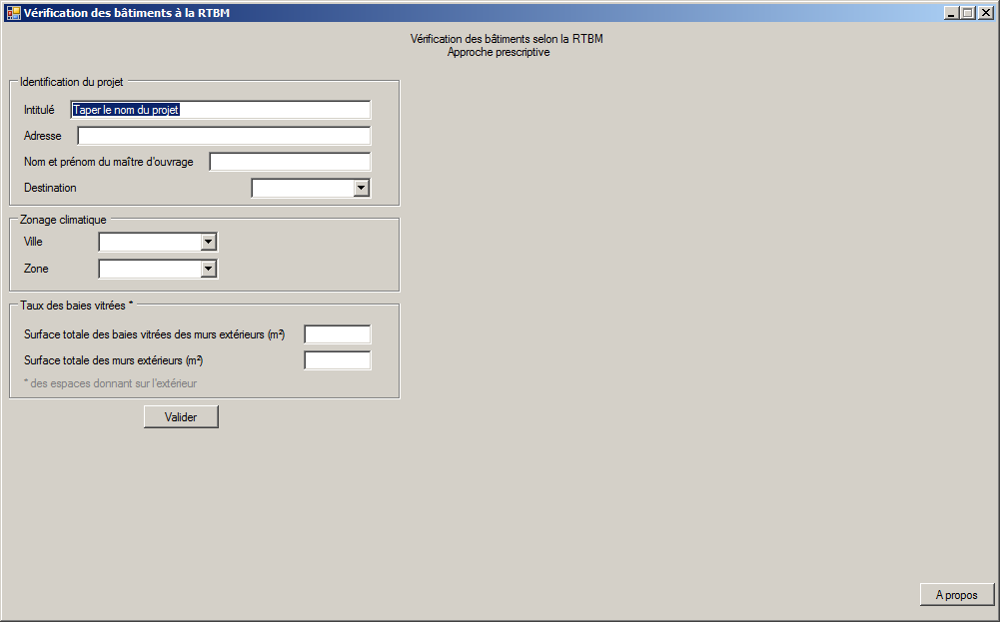 Vérification des bâtiments à la RTBM
Vérification des bâtiments selon la RTBM
Approche prescriptive
Identification du projet
Intitulé Taper le nom du projet
Adresse
Nom et prénom du maître d'ouvrage
Destination
Zonage climatique
Ville
Zone
Taux des baies vitrées *
Surface totale des baies vitrées des murs extérieurs (m²)
Surface totale des murs extérieurs (m²)
* des espaces donnant sur l'extérieur
Valider
A propos